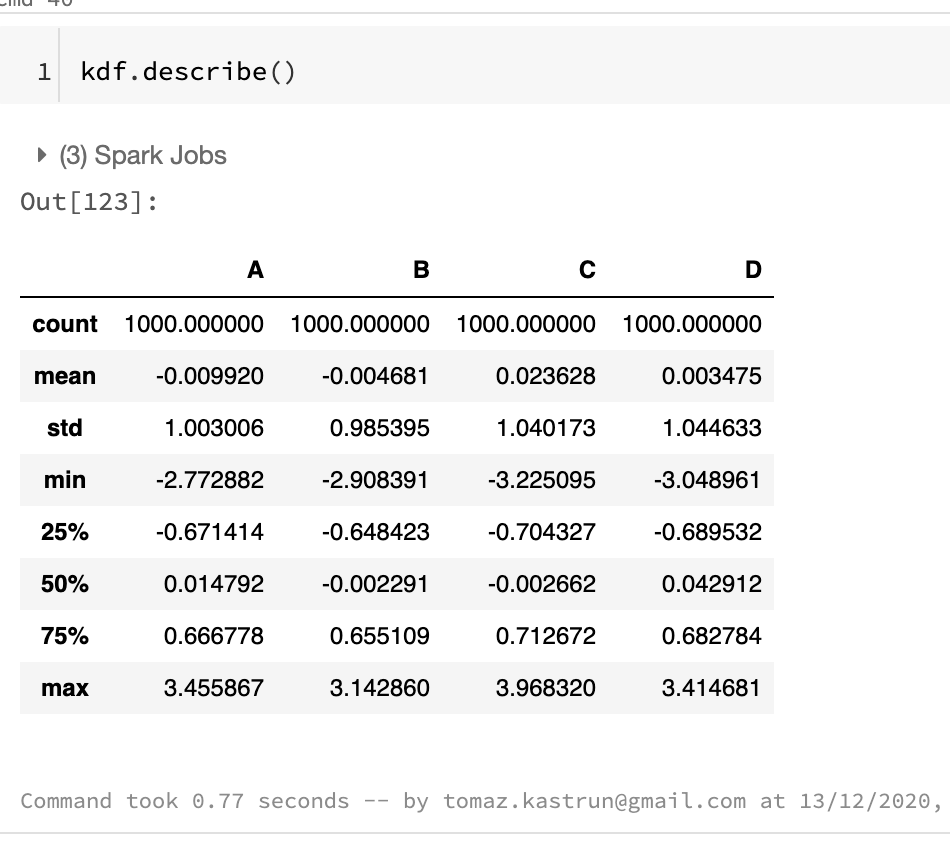 Cmd 40
1 kdf.describe()
(3) Spark Jobs
Out[123]:
A B C D
count 1000.000000 1000.000000 1000.000000 1000.000000
mean -0.009920 -0.004681 0.023628 0.003475
std 1.003006 0.985395 1.040173 1.044633
min -2.772882 -2.908391 -3.225095 -3.048961
25% -0.671414 -0.648423 -0.704327 -0.689532
50% 0.014792 -0.002291 -0.002662 0.042912
75% 0.666778 0.655109 0.712672 0.682784
max 3.455867 3.142860 3.968320 3.414681
Command took 0.77 seconds -- by tomaz.kastrun@gmail.com at 13/12/2020,